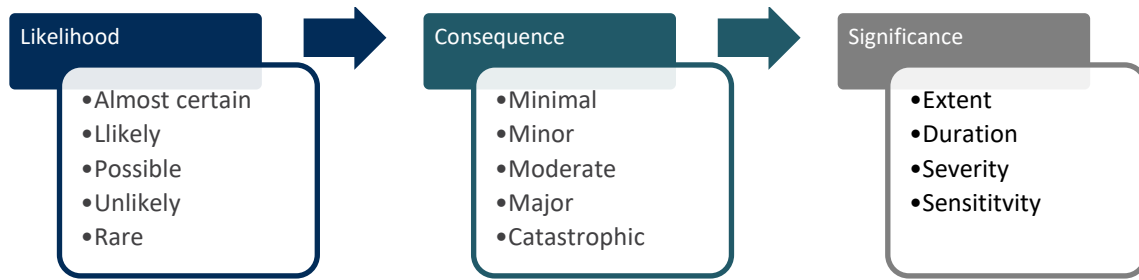 Likelihood
•Almost certain
•Llikely
•Possible
•Unlikely
•Rare
Consequence
•Minimal
•Minor
•Moderate
•Major
•Catastrophic
Significance
•Extent
•Duration
•Severity
•Sensititvity